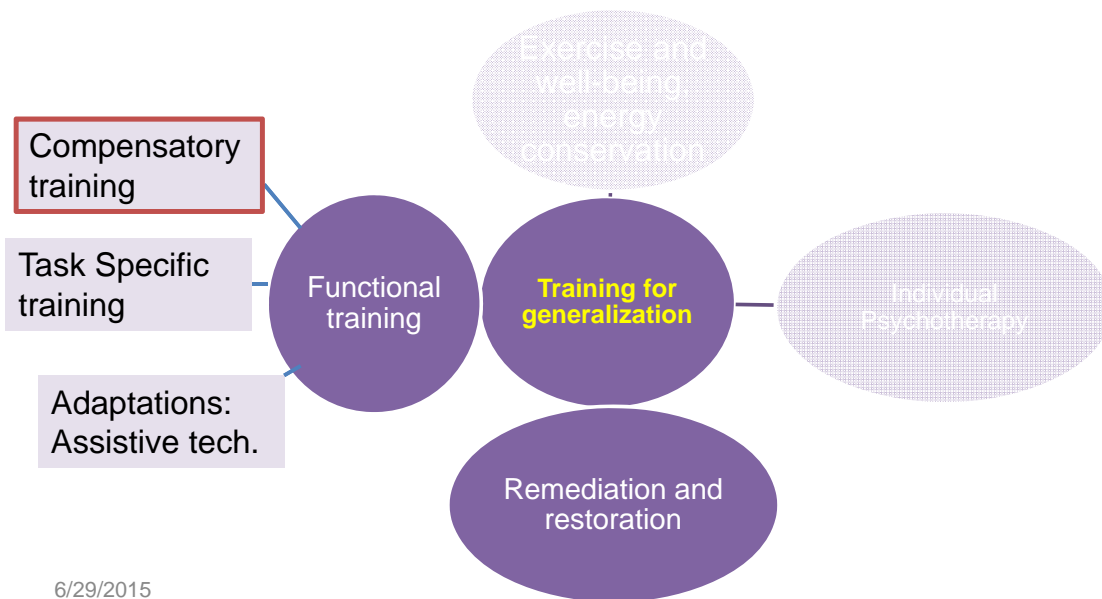 Exercise and
well-being,
energy
conservation
Compensatory
training
Task Specific
training
Functional
training
Training for
generalization
Individual
Psychotherapy
Adaptations:
Assistive tech.
Remediation and
restoration
6/29/2015